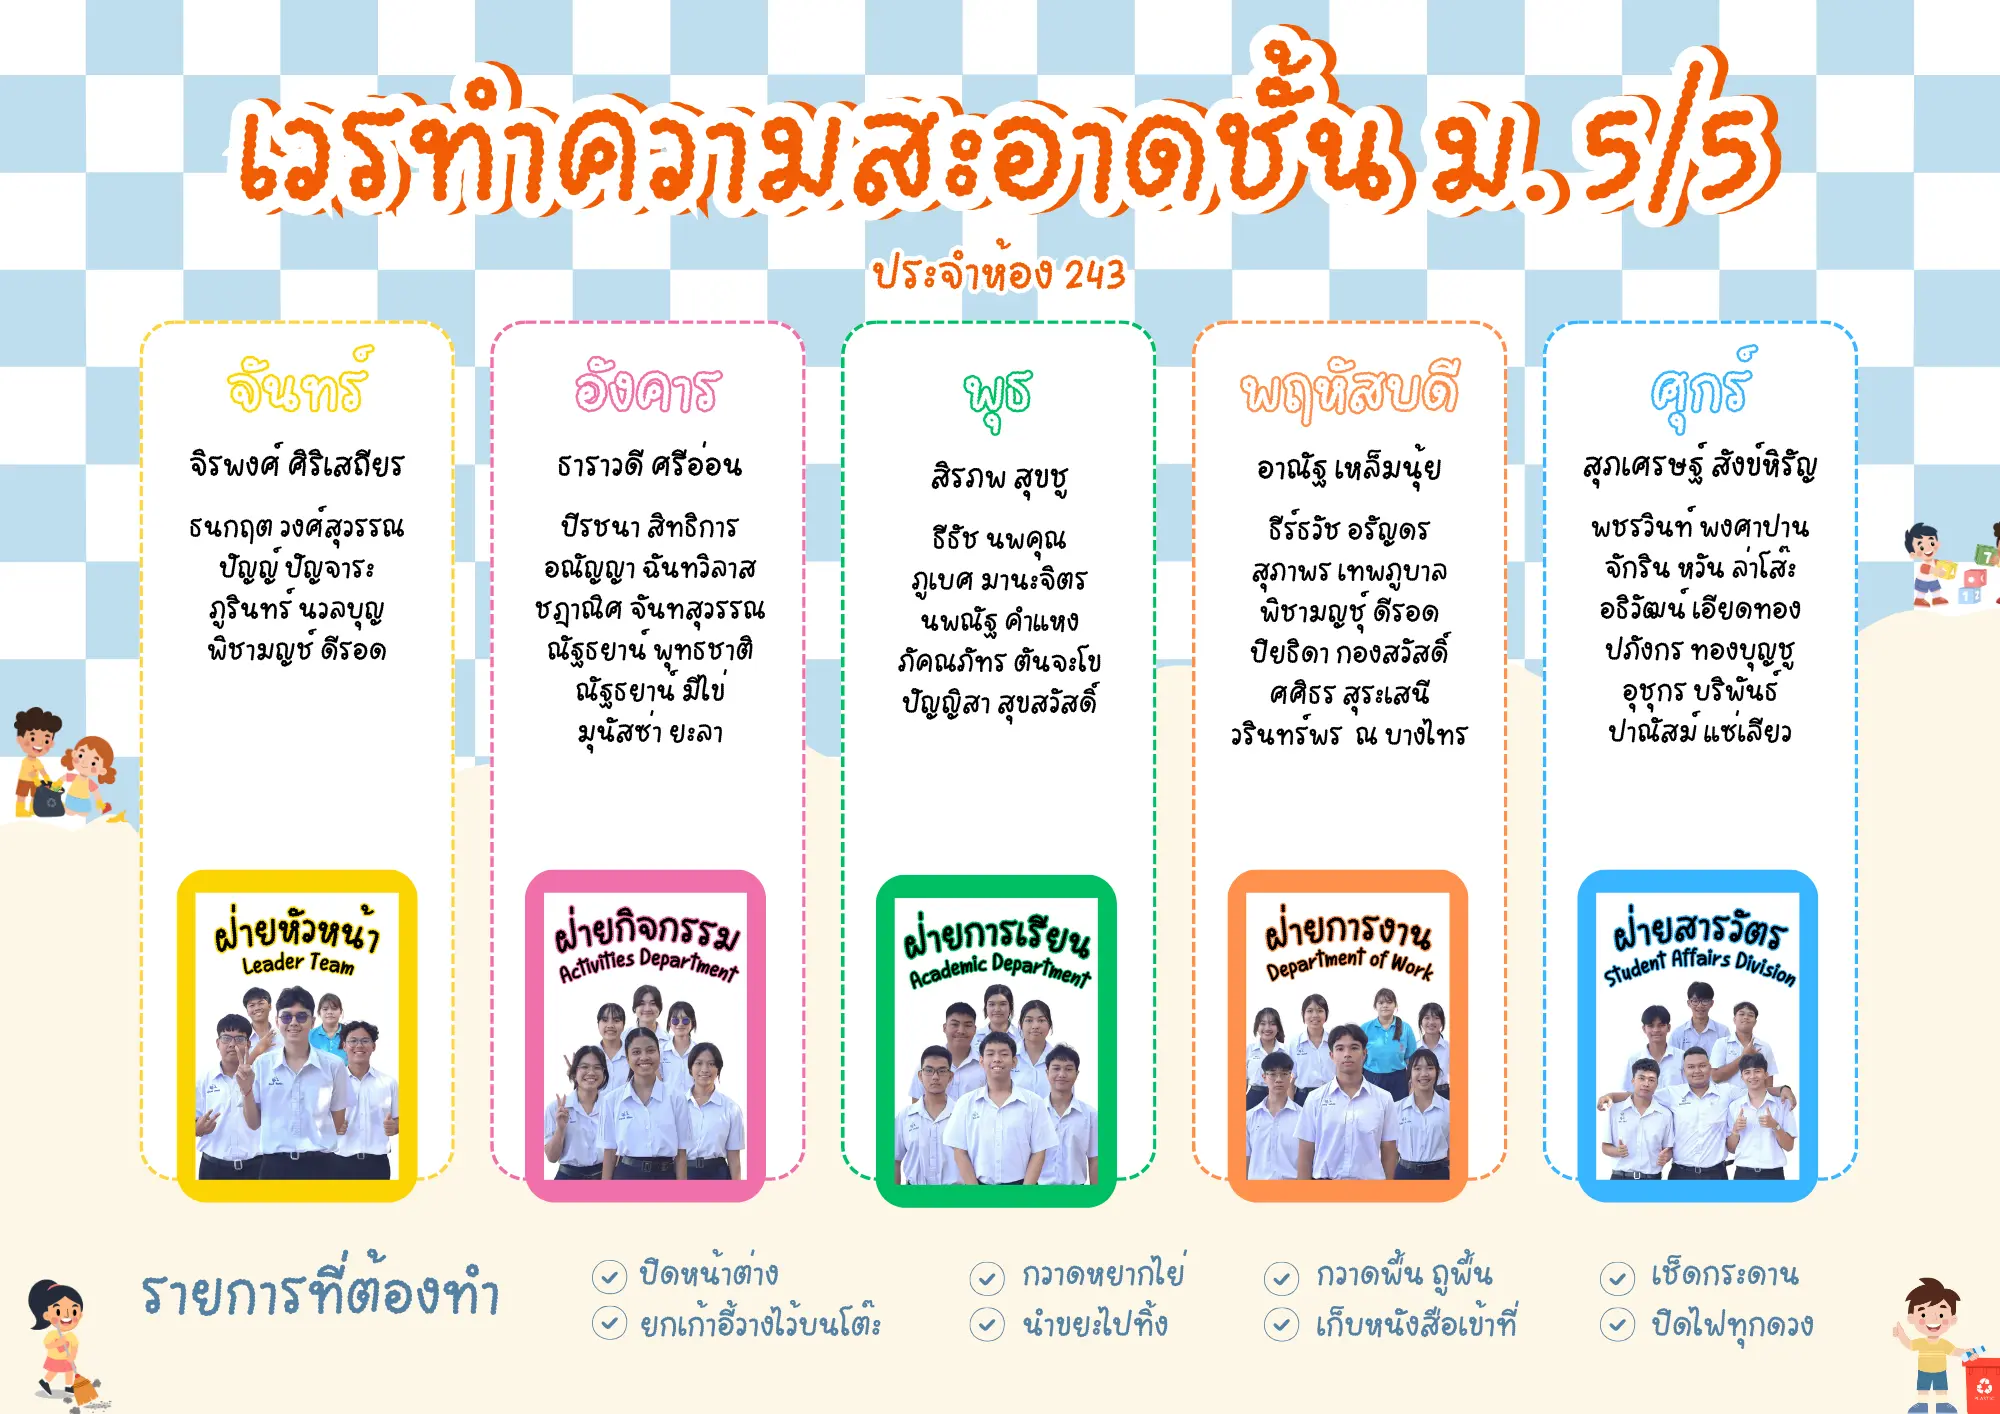 เวรทำความสะอาดชั้น ม. 5/5
ประจำห้อง 243
จันทร์
จิรพงศ์ ศิริเสถียร
ธนกฤต วงศ์สุวรรณ
ปัญญ์ ปัญจาระ
ภูรินทร์ นวลบุญ
พิชามญช์ ดีรอด
ฝ่ายหัวหน้า
Leader Team
อังคาร
ธาราวดี ศรีอ่อน
ปีรชนา สิทธิการ
อณัญญา ฉันทวิลาส
ชฎาณิศ จันทสุวรรณ
ณัฐธยาน์ พุทธชาติ
ณัฐธยาน์ มีไข่
มุนัสซ่า ยะลา
ฝ่ายกิจกรรม
Activities Department
พุธ
สิรภพ สุขชู
ธีธัช นพคุณ
ภูเบศ มานะจิตร
นพณัฐ คำแหง
ภัคณภัทร ตันจะโข
ปัญญิสา สุขสวัสดิ์
ฝ่ายการเรียน
Academic Department
พฤหัสบดี
อาณัฐ เหล็มนุ้ย
ธีร์ธวัช อรัญดร
สุภาพร เทพภูบาล
พิชามญชุ์ ดีรอด
ปิยธิดา กองสวัสดิ์
ศศิธร สุระเสนี
วรินทร์พร ณ บางไทร
ฝ่ายการงาน
Department of Work
ศุกร์
สุภเศรษฐ์ สังข์หิรัญ
พชรวินท์ พงศาปาน
จักริน หวัน ล่าโส๊ะ
อธิวัฒน์ เอียดทอง
ปภังกร ทองบุญชู
อุชุกร บริพันธ์
ปาณัสม์ แซ่เลียว
ฝ่ายสารวัตร
Student Affairs Division
รายการที่ต้องทำ
ปิดหน้าต่าง
ยกเก้าอี้วางไว้บนโต๊ะ
กวาดหยากไย่
นำขยะไปทิ้ง
กวาดพื้น ถูพื้น
เก็บหนังสือเข้าที่
เช็ดกระดาน
ปิดไฟทุกดวง